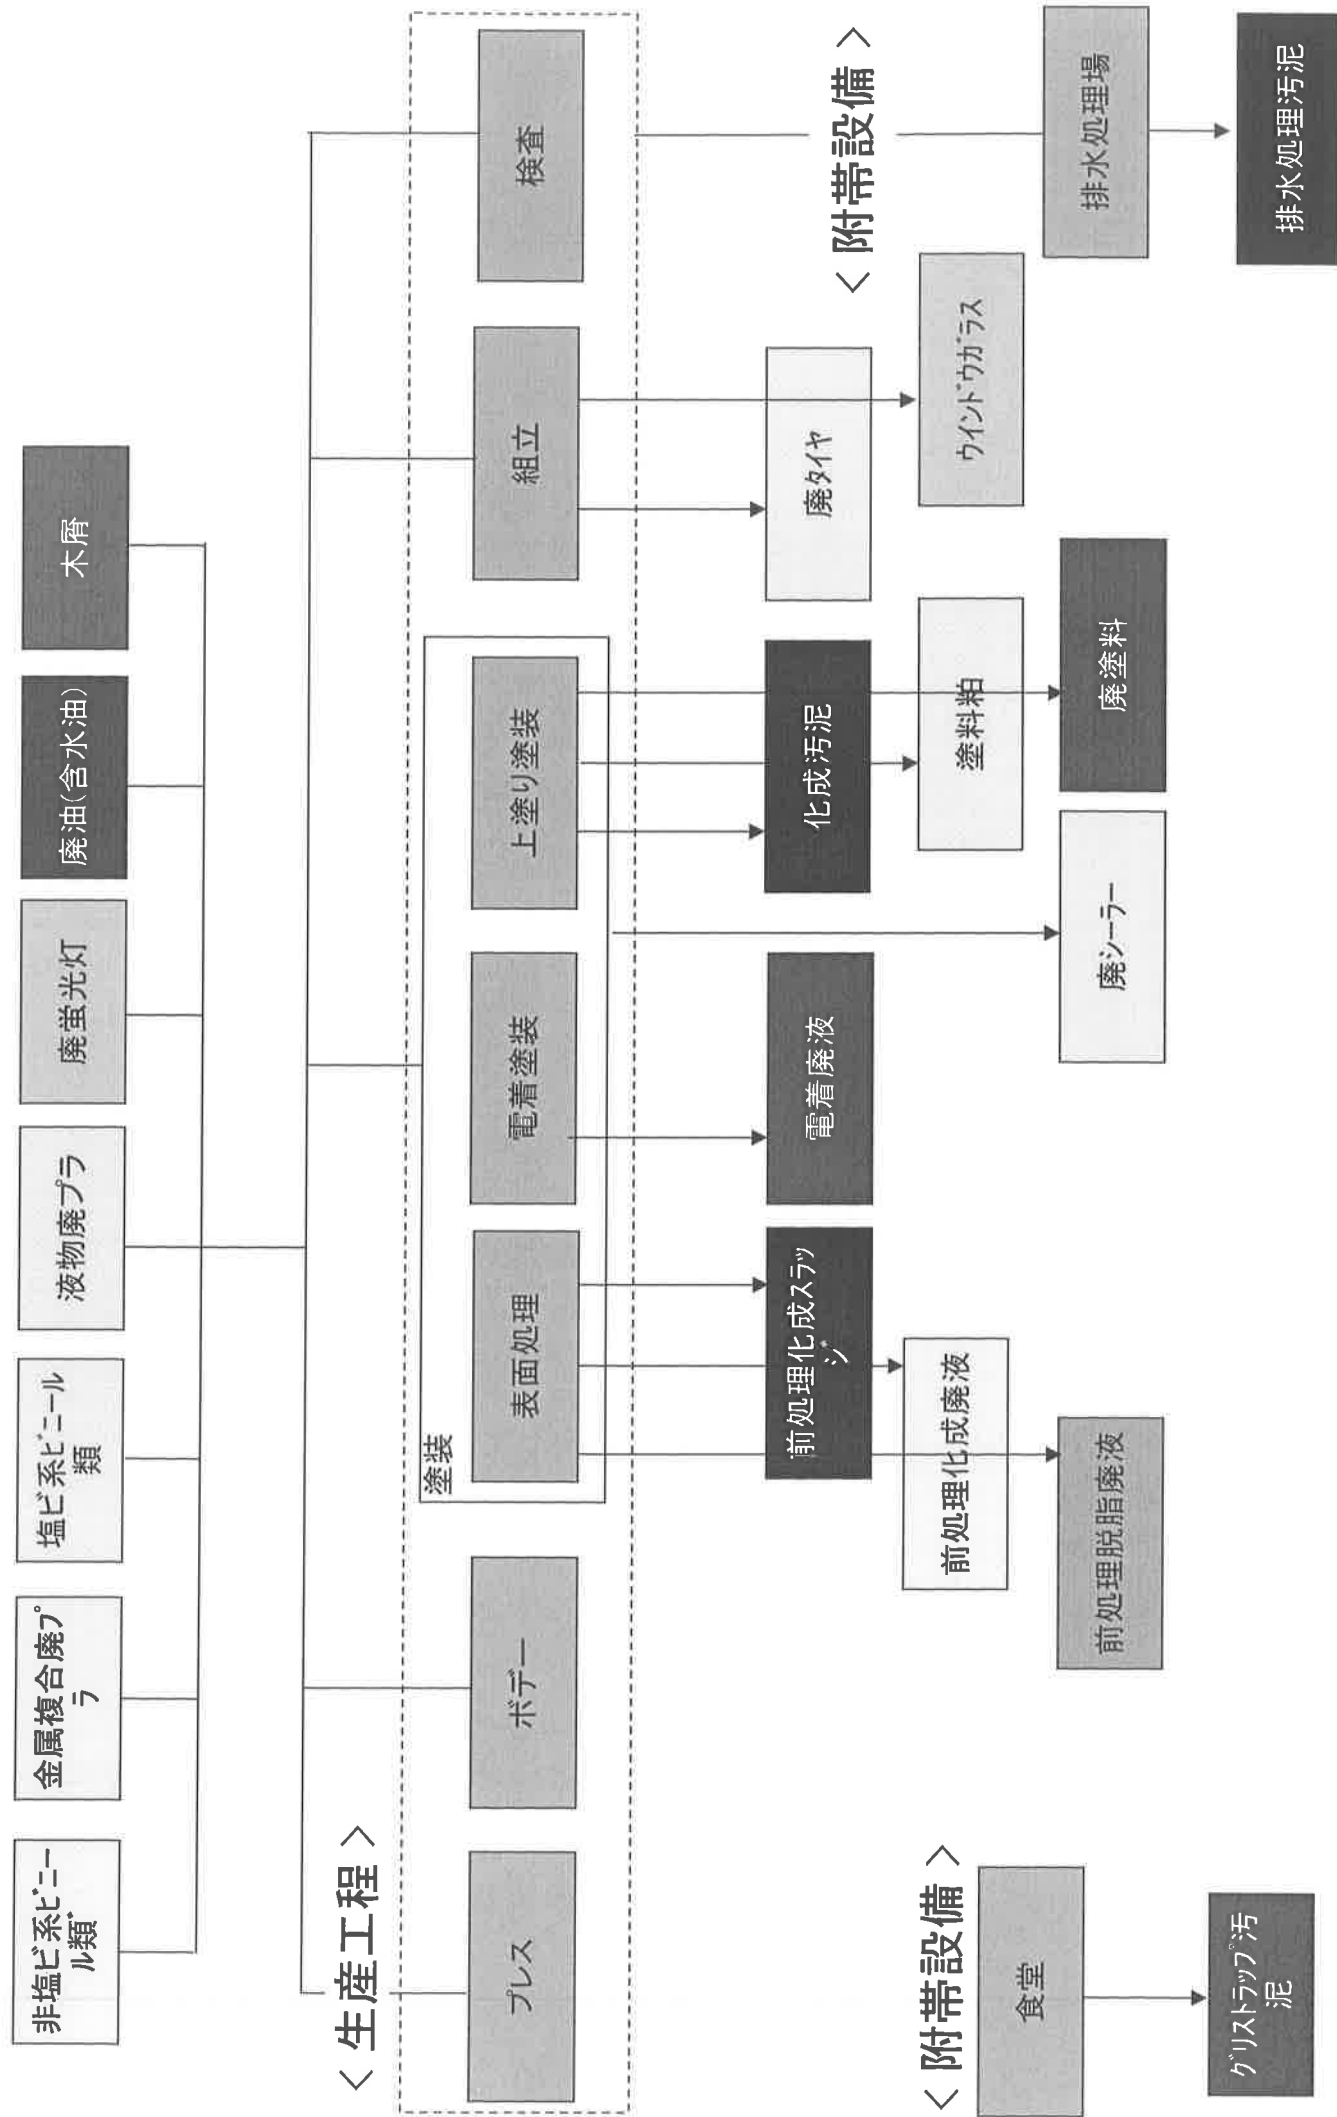 非塩ビ系ビニー
ル類
金属複合廃プ
ラ
塩ビ系ビニール
類
液物廃プラ
廃蛍光灯
廃油(含水油)
木屑
<生産工程>
プレス
ボデー
塗装
表面処理
電着塗装
上塗り塗装
組立
検査
前処理化成スラッ
ジ
前処理化成廃液
前処理脱脂廃液
電着廃液
廃シーラー
化成汚泥
塗料粕
廃塗料
廃タイヤ
ウインドウガラス
<附帯設備>
排水処理場
排水処理汚泥
<附帯設備>
食堂
グリストラップ汚
泥